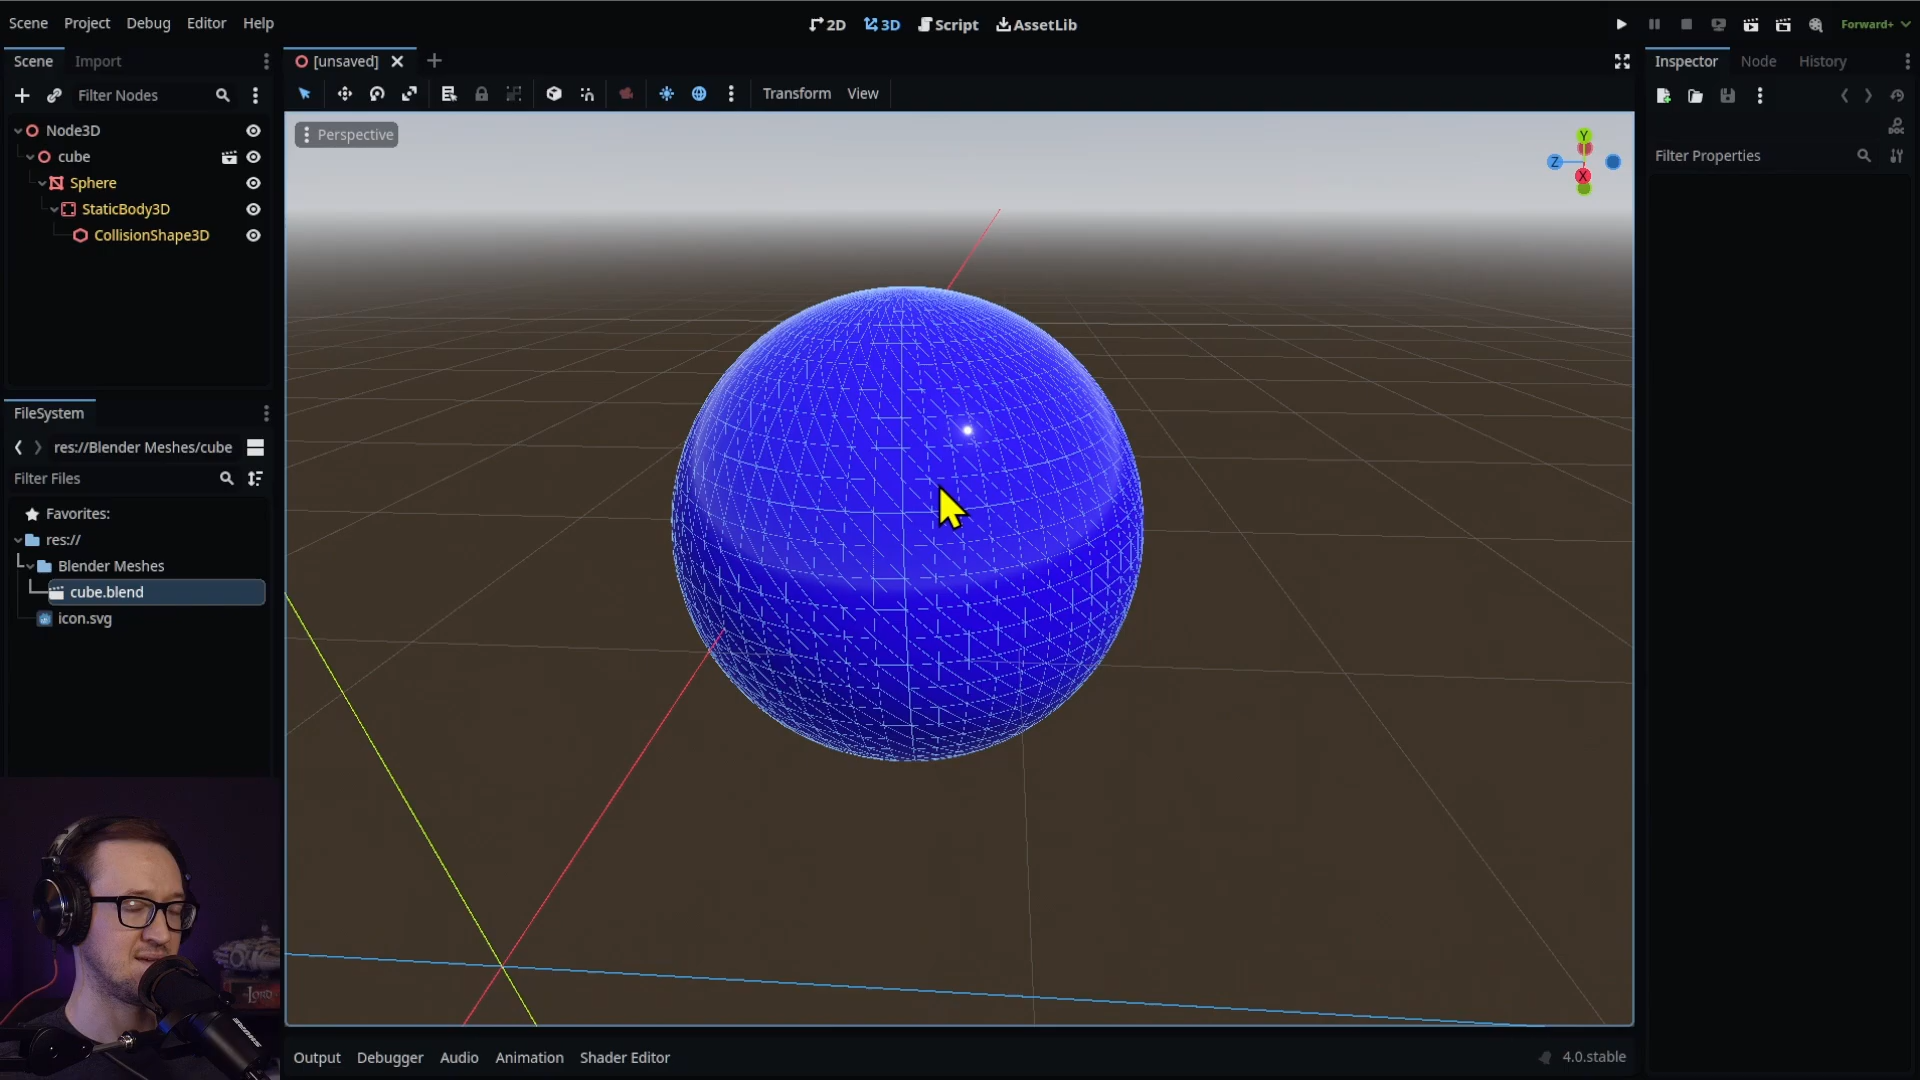 Scene Project Debug Editor Help
2D 3D Script AssetLib
Forward+
Scene Import
[unsaved]
Inspector Node History
Filter Nodes
Transform View
Node3D
cube
Sphere
StaticBody3D
CollisionShape3D
Perspective
Y
Z
X
DOC
Filter Properties
FileSystem
res://Blender Meshes/cube
Filter Files
Favorites:
res://
Blender Meshes
cube.blend
icon.svg
Output Debugger Audio Animation Shader Editor
4.0.stable